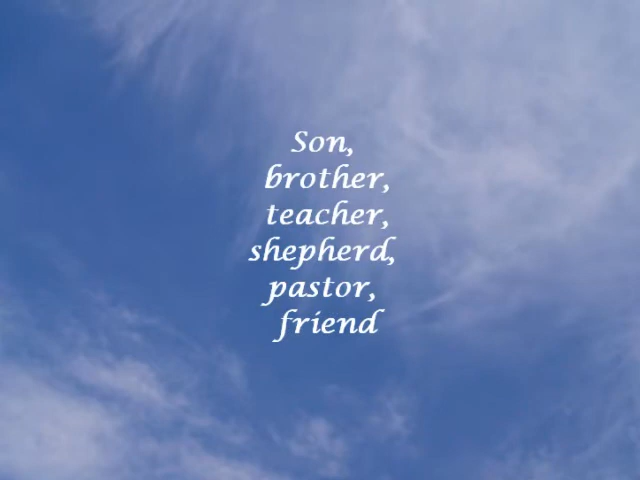 Son,
brother,
teacher,
shepherd,
pastor,
friend